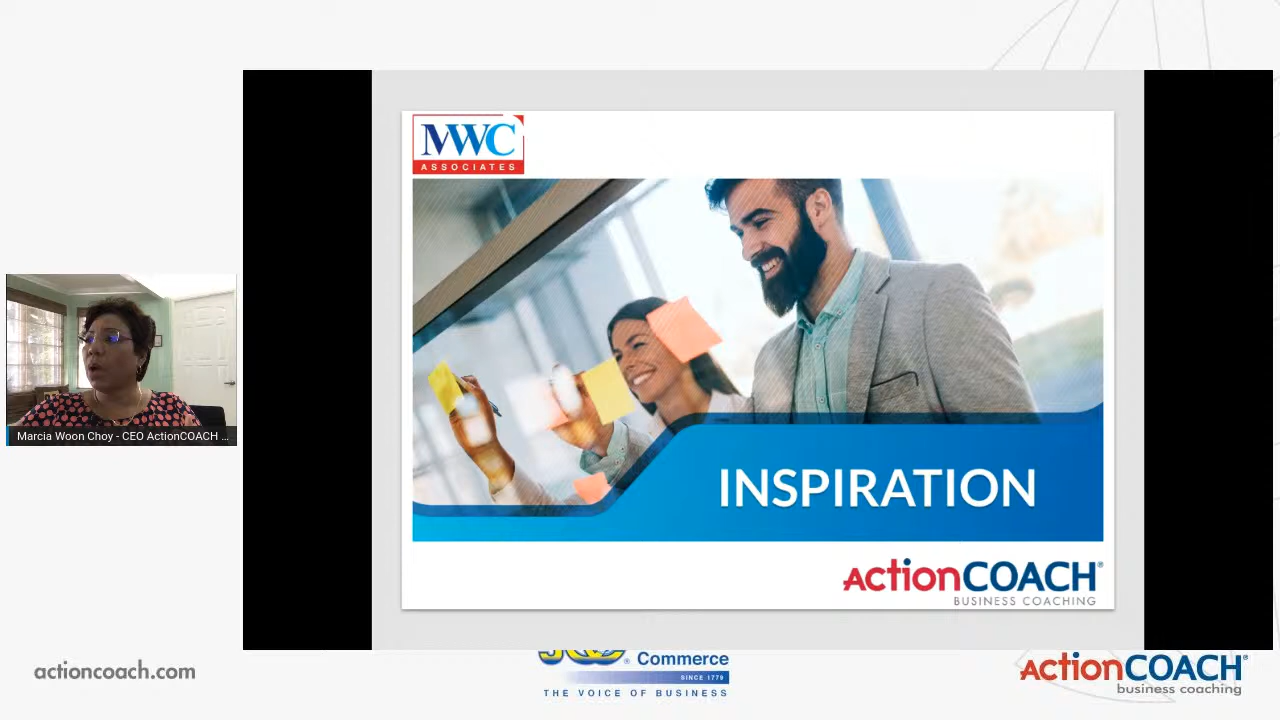 MWC
ASSOCIATES
INSPIRATION
ActionCOACH®
BUSINESS COACHING
Marcia Woon Choy - CEO ActionCOACH ...
actioncoach.com
® Commerce
SINCE 1779
THE VOICE OF BUSINESS
ActionCOACH®
business coaching